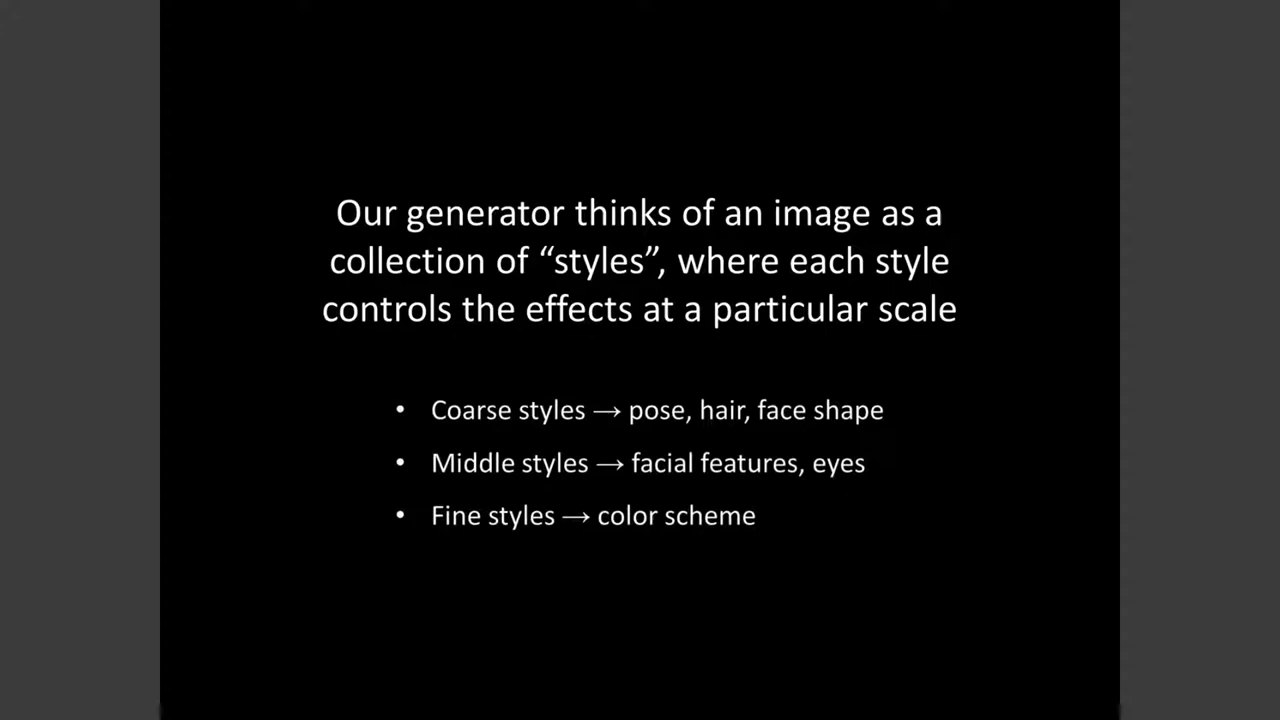 Our generator thinks of an image as a
collection of “styles”, where each style
controls the effects at a particular scale
• Coarse styles → pose, hair, face shape
• Middle styles → facial features, eyes
• Fine styles → color scheme